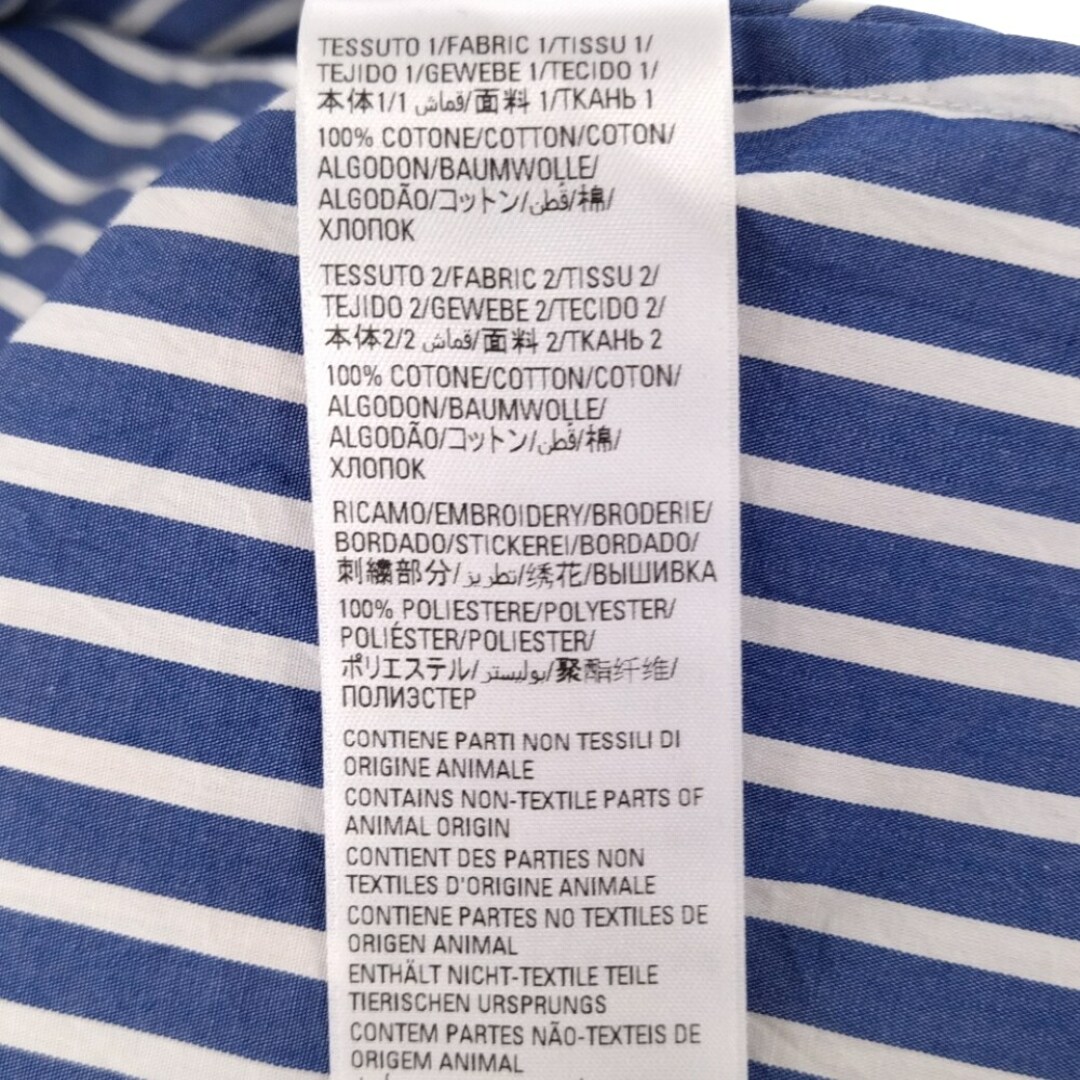 TESSUTO 1/FABRIC 1/TISSU 1/
TEJIDO 1/GEWEBE 1/TECIDO 1/
本体1/1 قماش/面料 1/ТКАНЬ 1
100% COTONE/COTTON/COTON/
ALGODON/BAUMWOLLE/
ALGODÃO/コットン/قطن/棉/
ХЛОПОК
TESSUTO 2/FABRIC 2/TISSU 2/
TEJIDO 2/GEWEBE 2/TECIDO 2/
本体2/2 قماش/面料 2/ТКАНЬ 2
100% COTONE/COTTON/COTON/
ALGODON/BAUMWOLLE/
ALGODÃO/コットン/قطن/棉/
ХЛОПОК
RICAMO/EMBROIDERY/BRODERIE/
BORDADO/STICKEREI/BORDADO/
刺繍部分/تطريز/绣花/ВЫШИВКА
100% POLIESTERE/POLYESTER/
POLIÉSTER/POLIESTER/
ポリエステル/بوليستر/聚酯纤维/
ПОЛИЭСТЕР
CONTIENE PARTI NON TESSILI DI
ORIGINE ANIMALE
CONTAINS NON-TEXTILE PARTS OF
ANIMAL ORIGIN
CONTIENT DES PARTIES NON
TEXTILES D'ORIGINE ANIMALE
CONTIENE PARTES NO TEXTILES DE
ORIGEN ANIMAL
ENTHÄLT NICHT-TEXTILE TEILE
TIERISCHEN URSPRUNGS
CONTEM PARTES NÃO-TEXTEIS DE
ORIGEM ANIMAL